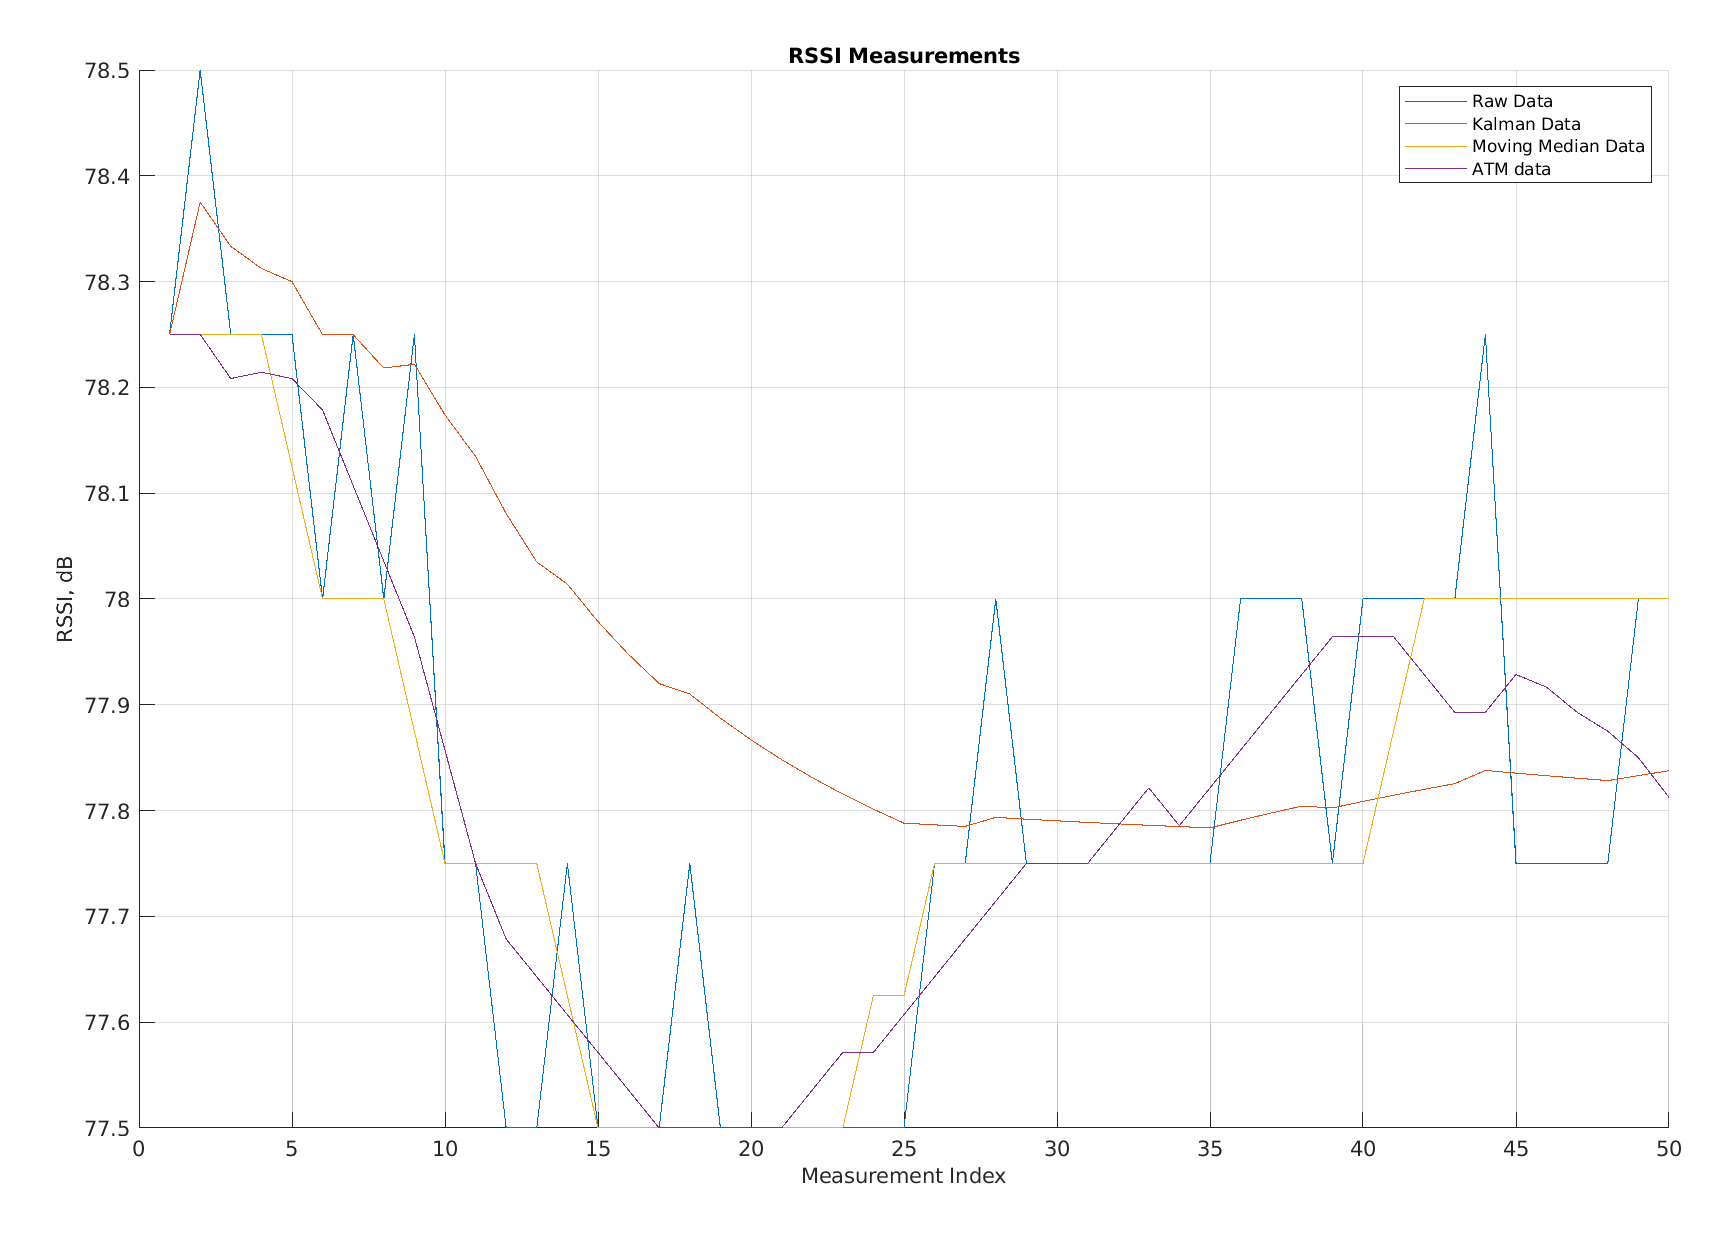 RSSI Measurements
78.5
78.4
78.3
78.2
78.1
78
77.9
77.8
77.7
77.6
77.5
RSSI, dB
Raw Data
Kalman Data
Moving Median Data
ATM data
0 5 10 15 20 25 30 35 40 45 50
Measurement Index